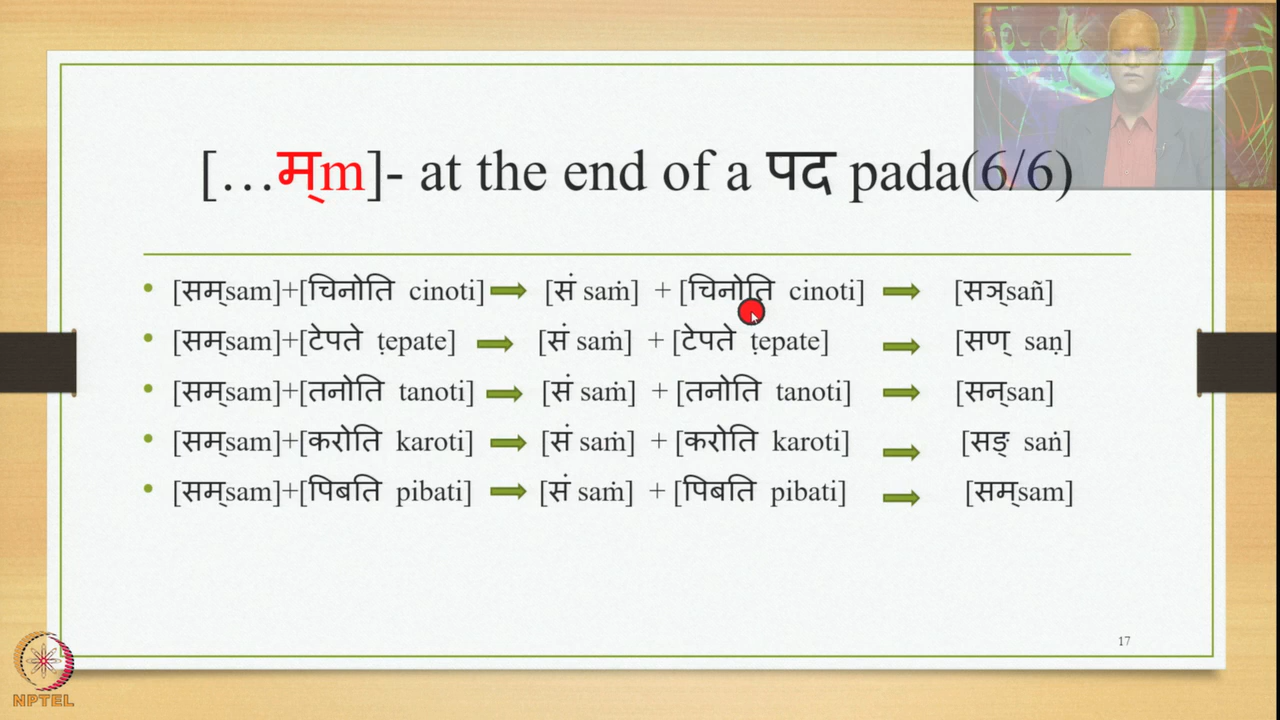 […म्m]- at the end of a पद pada(6/6)
• [सम्sam]+[चिनोति cinoti] [सं saṁ] + [चिनोति cinoti] [सञ्sañ]
• [सम्sam]+[टेपते ṭepate] [सं saṁ] + [टेपते ṭepate] [सण् saṇ]
• [सम्sam]+[तनोति tanoti] [सं saṁ] + [तनोति tanoti] [सन्san]
• [सम्sam]+[करोति karoti] [सं saṁ] + [करोति karoti] [सङ् saṅ]
• [सम्sam]+[पिबति pibati] [सं saṁ] + [पिबति pibati] [सम्sam]
17
NPTEL